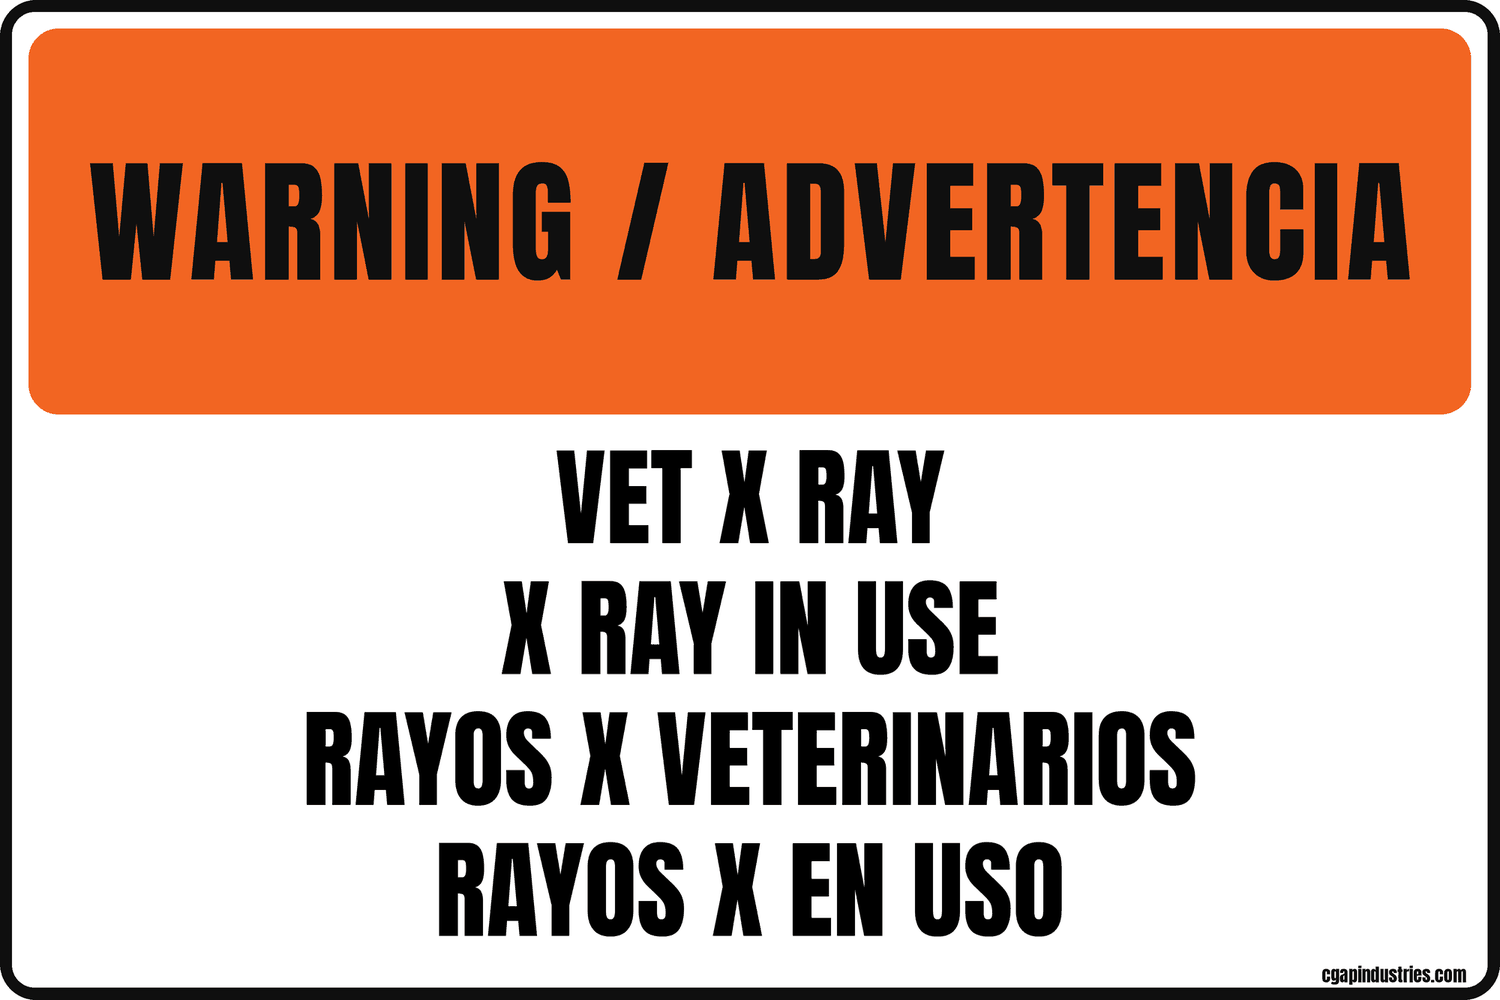 WARNING / ADVERTENCIA
VET X RAY
X RAY IN USE
RAYOS X VETERINARIOS
RAYOS X EN USO
cgapindustries.com